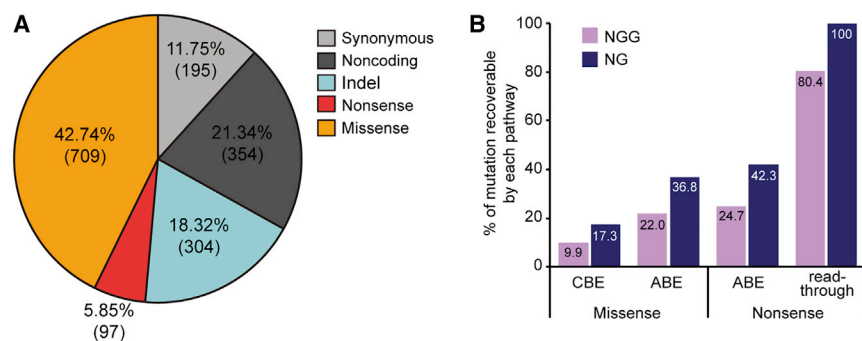 A
11.75%
(195)
21.34%
(354)
18.32%
(304)
5.85%
(97)
42.74%
(709)
Synonymous
Noncoding
Indel
Nonsense
Missense
B
% of mutation recoverable
by each pathway
100
80
60
40
20
0
NGG
NG
9.9
17.3
22.0
36.8
24.7
42.3
80.4
100
CBE
ABE
ABE
read-
through
Missense
Nonsense